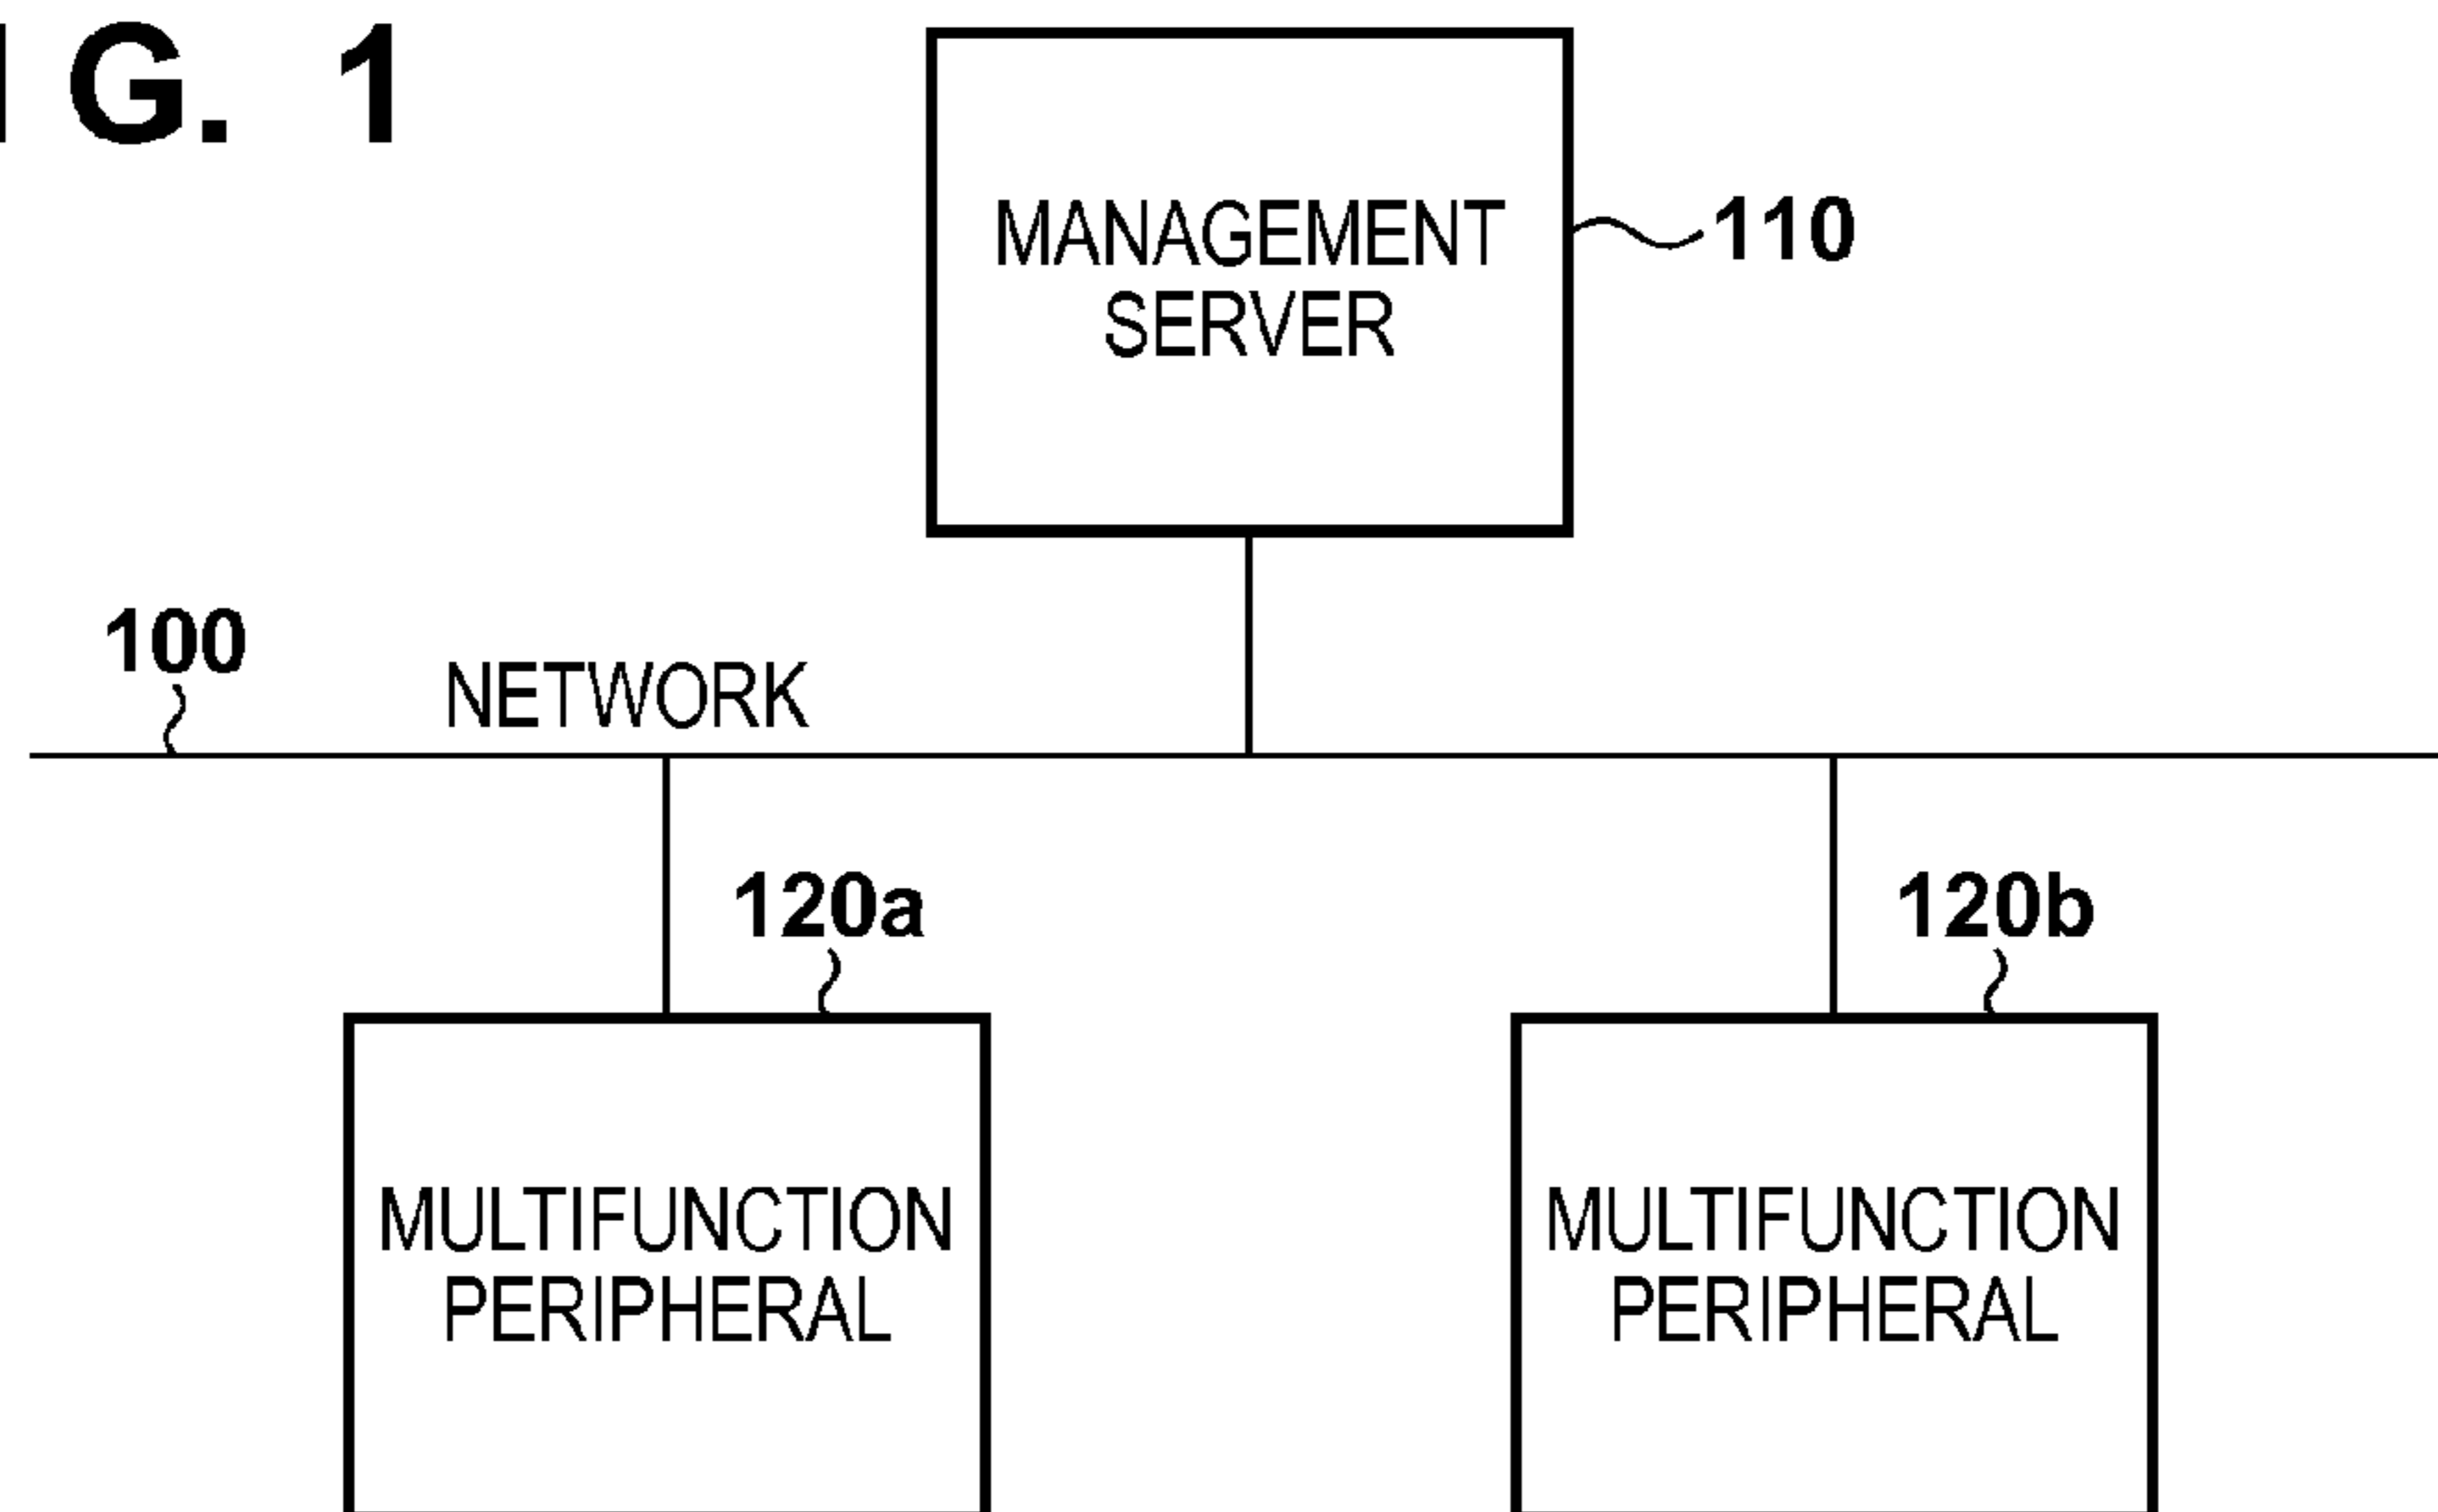 G. 1
MANAGEMENT
SERVER
110
100
NETWORK
120a
120b
MULTIFUNCTION
PERIPHERAL
MULTIFUNCTION
PERIPHERAL